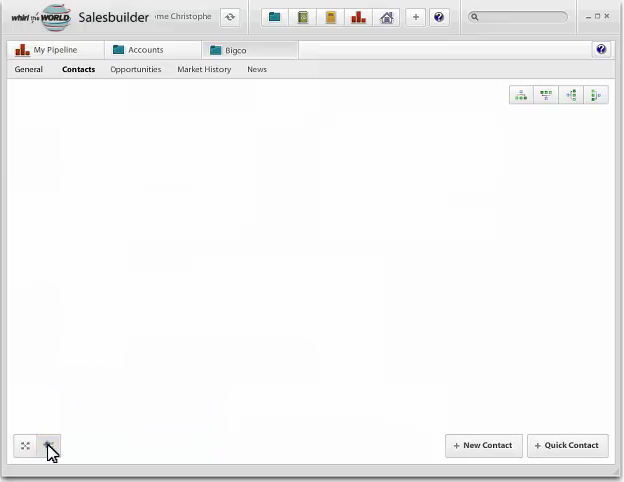 whirl the WORLD Salesbuilder me Christophe
My Pipeline Accounts Bigco
General Contacts Opportunities Market History News
+ New Contact + Quick Contact